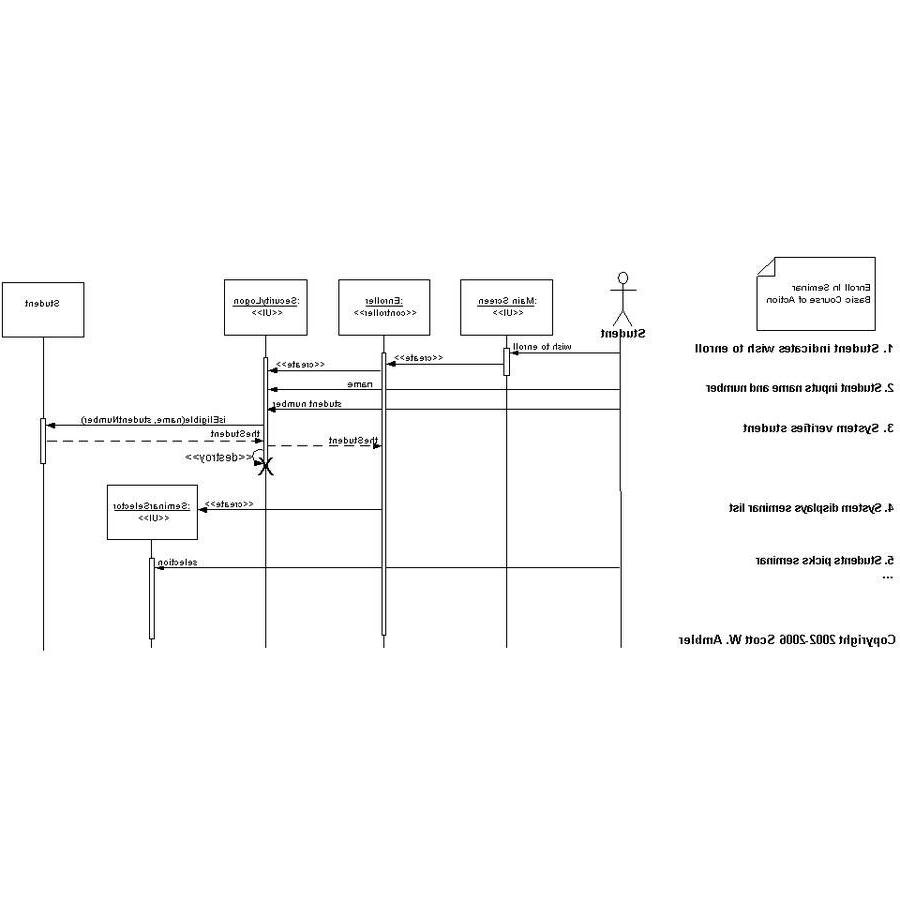 Enroll In Seminar
Basic Course of Action
1. Student indicates wish to enroll
2. Student inputs name and number
3. System verifies student
4. System displays seminar list
5. Students picks seminar
...
Copyright 2002-2006 Scott W. Ambler
Student
:Main Screen
<<UI>>
:Enroller
<<controller>>
:SecurityLogon
<<UI>>
Student
wish to enroll
<<create>>
<<create>>
name
student number
isEligible(name, studentNumber)
theStudent
theStudent
<<destroy>>
<<create>>
:SeminarSelector
<<UI>>
selection